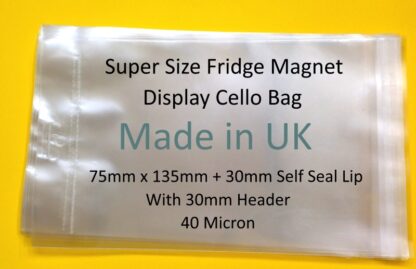 Super Size Fridge Magnet
Display Cello Bag
Made in UK
75mm x 135mm + 30mm Self Seal Lip
With 30mm Header
40 Micron